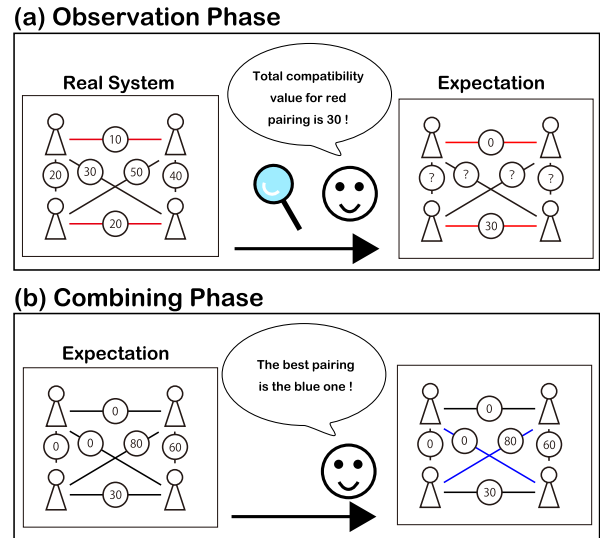 (a) Observation Phase
Real System
Total compatibility
value for red
pairing is 30 !
Expectation
10
20
30
50
40
20
0
?
?
?
?
30
(b) Combining Phase
Expectation
The best pairing
is the blue one !
0
0
0
80
60
30
0
0
0
80
60
30